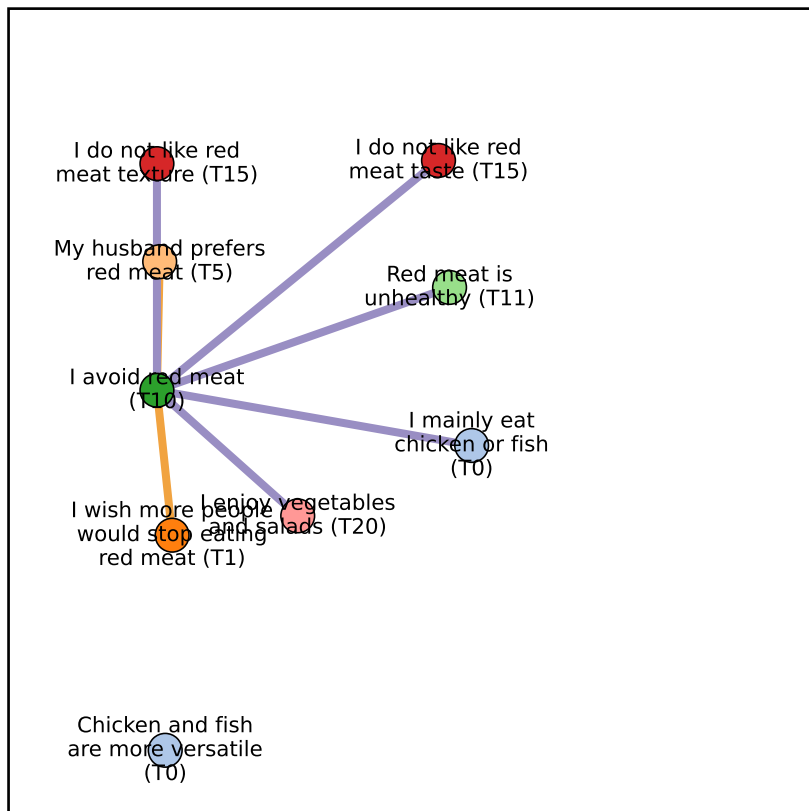 I do not like red
meat texture (T15)
I do not like red
meat taste (T15)
My husband prefers
red meat (T5)
Red meat is
unhealthy (T11)
I avoid red meat
(T10)
I mainly eat
chicken or fish
(T0)
I wish more people
would stop eating
red meat (T1)
I enjoy vegetables
and salads (T20)
Chicken and fish
are more versatile
(T0)